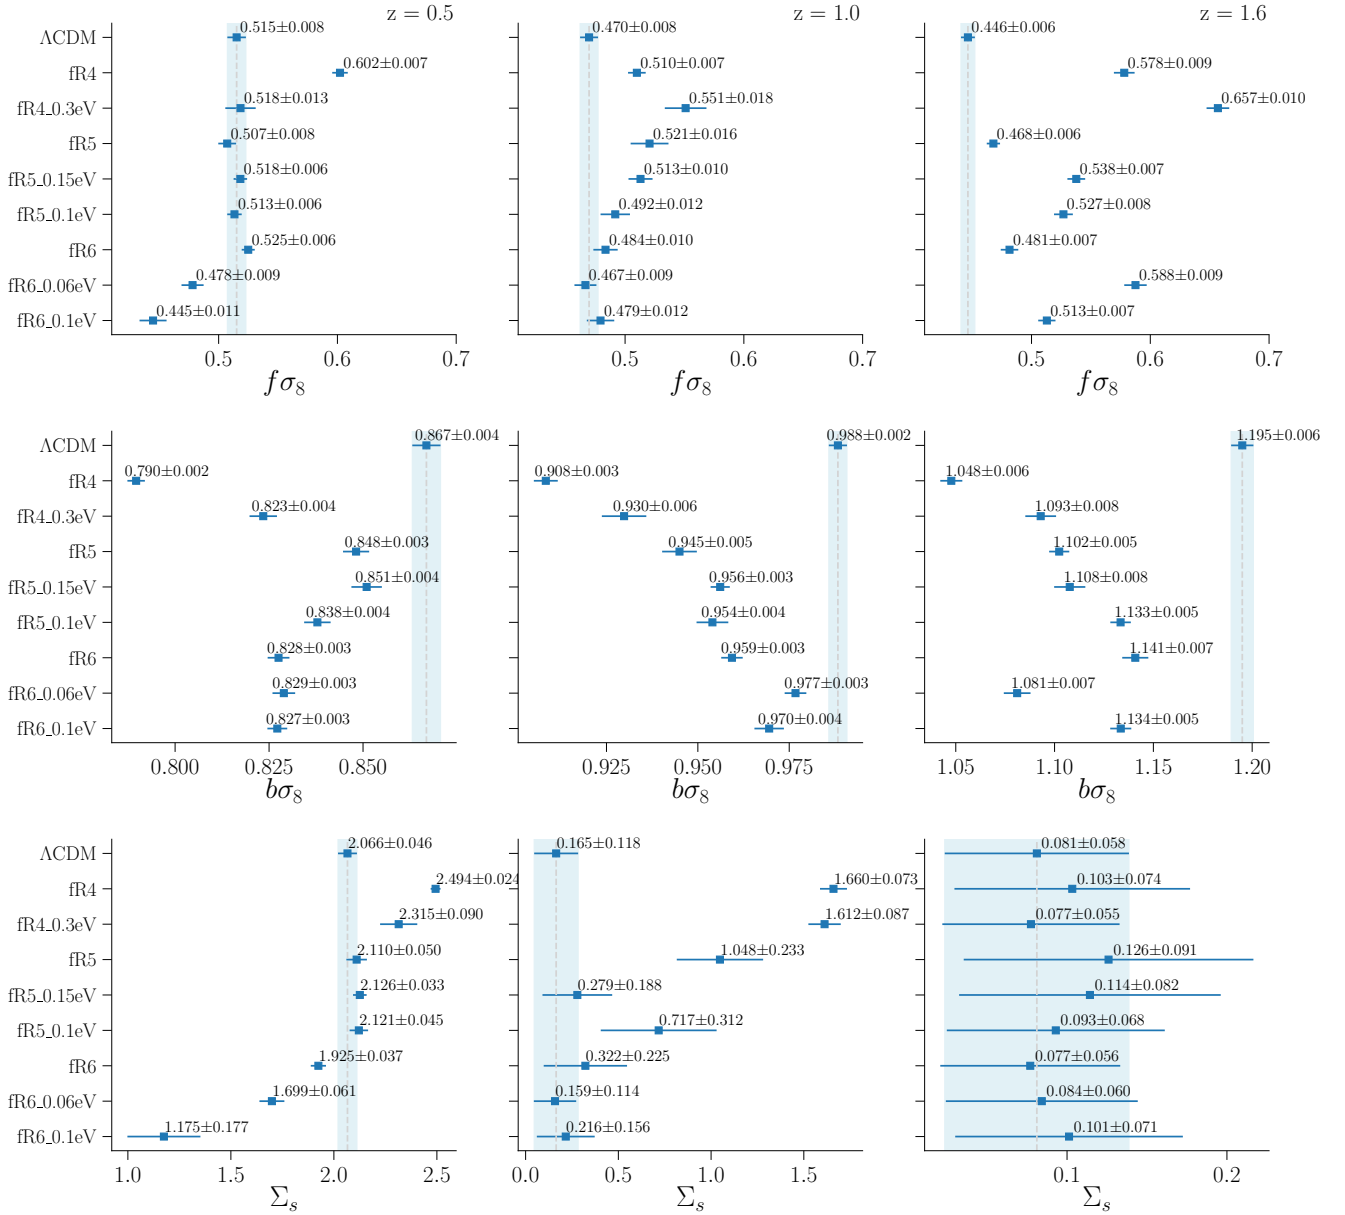 z = 0.5
z = 1.0
z = 1.6
ΛCDM
0.515±0.008
0.470±0.008
0.446±0.006
fR4
0.602±0.007
0.510±0.007
0.578±0.009
fR4_0.3eV
0.518±0.013
0.551±0.018
0.657±0.010
fR5
0.507±0.008
0.521±0.016
0.468±0.006
fR5_0.15eV
0.518±0.006
0.513±0.010
0.538±0.007
fR5_0.1eV
0.513±0.006
0.492±0.012
0.527±0.008
fR6
0.525±0.006
0.484±0.010
0.481±0.007
fR6_0.06eV
0.478±0.009
0.467±0.009
0.588±0.009
fR6_0.1eV
0.445±0.011
0.479±0.012
0.513±0.007
0.5 0.6 0.7
0.5 0.6 0.7
0.5 0.6 0.7
fσ₈
fσ₈
fσ₈
ΛCDM
0.867±0.004
0.988±0.002
1.195±0.006
fR4
0.790±0.002
0.908±0.003
1.048±0.006
fR4_0.3eV
0.823±0.004
0.930±0.006
1.093±0.008
fR5
0.848±0.003
0.945±0.005
1.102±0.005
fR5_0.15eV
0.851±0.004
0.956±0.003
1.108±0.008
fR5_0.1eV
0.838±0.004
0.954±0.004
1.133±0.005
fR6
0.828±0.003
0.959±0.003
1.141±0.007
fR6_0.06eV
0.829±0.003
0.977±0.003
1.081±0.007
fR6_0.1eV
0.827±0.003
0.970±0.004
1.134±0.005
0.800 0.825 0.850
0.925 0.950 0.975
1.05 1.10 1.15 1.20
bσ₈
bσ₈
bσ₈
ΛCDM
2.066±0.046
0.165±0.118
0.081±0.058
fR4
2.494±0.024
1.660±0.073
0.103±0.074
fR4_0.3eV
2.315±0.090
1.612±0.087
0.077±0.055
fR5
2.110±0.050
1.048±0.233
0.126±0.091
fR5_0.15eV
2.126±0.033
0.279±0.188
0.114±0.082
fR5_0.1eV
2.121±0.045
0.717±0.312
0.093±0.068
fR6
1.925±0.037
0.322±0.225
0.077±0.056
fR6_0.06eV
1.699±0.061
0.159±0.114
0.084±0.060
fR6_0.1eV
1.175±0.177
0.216±0.156
0.101±0.071
1.0 1.5 2.0 2.5
0.0 0.5 1.0 1.5
0.1 0.2
Σₛ
Σₛ
Σₛ